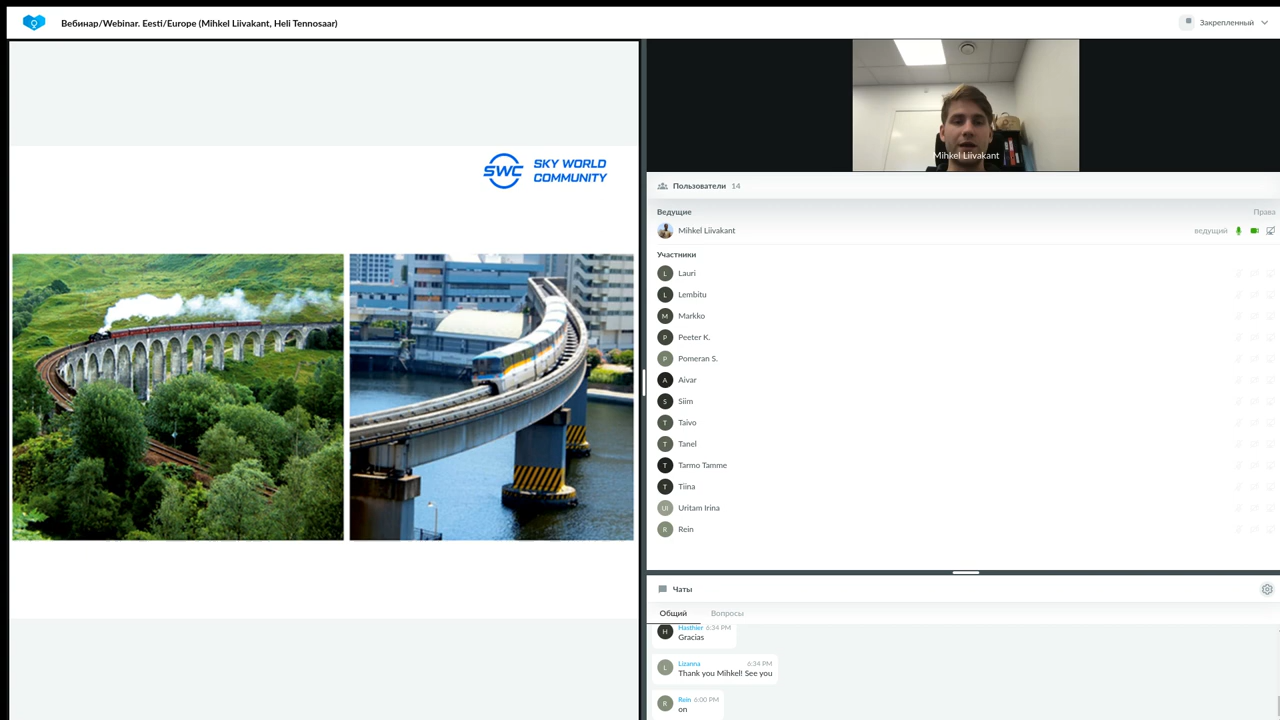 Вебинар/Webinar. Eesti/Europe (Mihkel Liivakant, Heli Tennosaar)
Закрепленный
SWC SKY WORLD
COMMUNITY
Mihkel Liivakant
Пользователи 14
Ведущие Права
Mihkel Liivakant ведущий
Участники
L Lauri
L Lembitu
M Markko
P Peeter K.
P Pomeran S.
A Aivar
S Siim
T Taivo
T Tanel
T Tarmo Tamme
T Tiina
UI Uritam Irina
R Rein
Чаты
Общий Вопросы
H Hasthier 6:34 PM
Gracias
L Lizanna 6:34 PM
Thank you Mihkel! See you
R Rein 6:00 PM
on